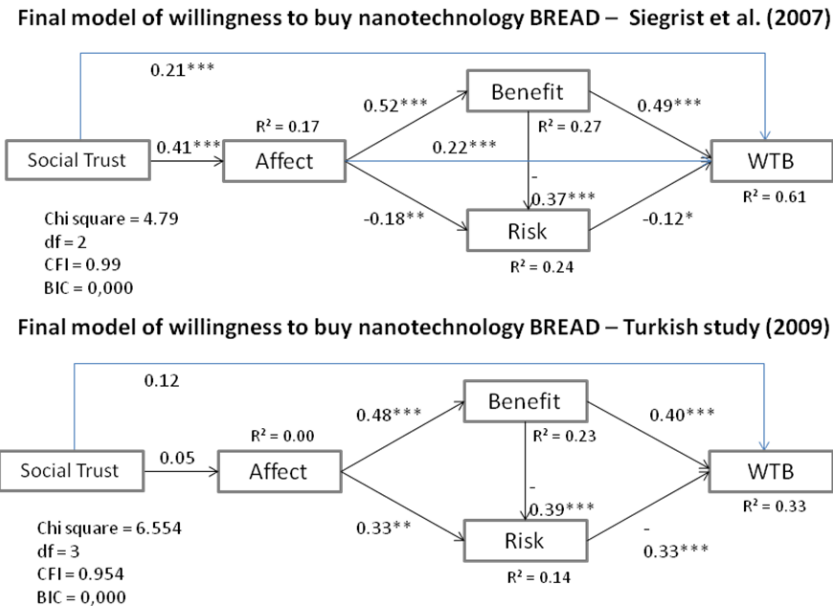 Final model of willingness to buy nanotechnology BREAD – Siegrist et al. (2007)
0.21***
Benefit
0.52***
0.49***
R² = 0.17
R² = 0.27
0.41***
0.22***
Social Trust
Affect
WTB
-
0.37***
R² = 0.61
-0.18**
-0.12*
Risk
R² = 0.24
Chi square = 4.79
df = 2
CFI = 0.99
BIC = 0,000
Final model of willingness to buy nanotechnology BREAD – Turkish study (2009)
0.12
Benefit
0.48***
0.40***
R² = 0.00
R² = 0.23
0.05
Social Trust
Affect
WTB
-
0.39***
R² = 0.33
0.33**
-
0.33***
Risk
R² = 0.14
Chi square = 6.554
df = 3
CFI = 0.954
BIC = 0,000